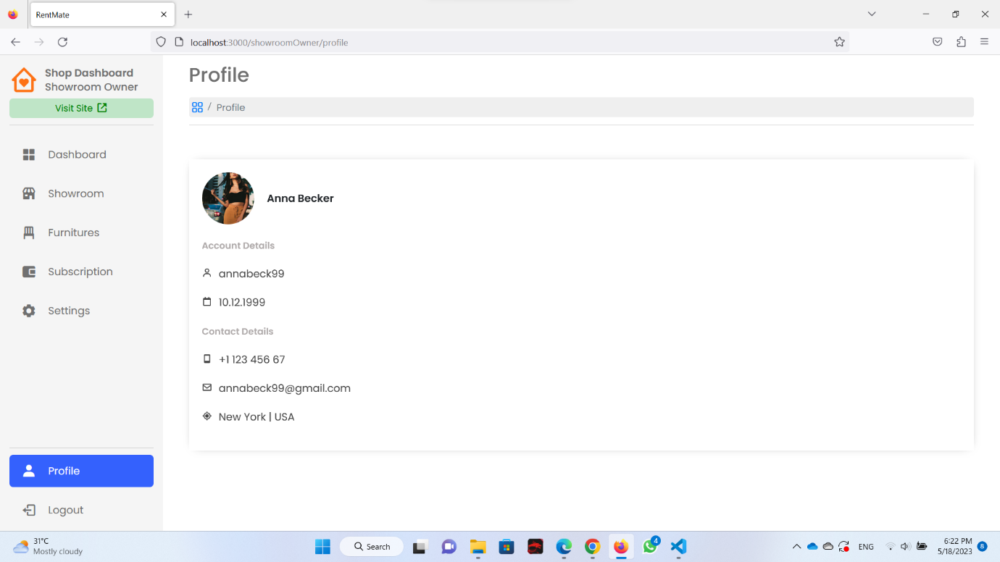 RentMate
localhost:3000/showroomOwner/profile
Shop Dashboard
Showroom Owner
Visit Site
Dashboard
Showroom
Furnitures
Subscription
Settings
Profile
Logout
Profile
/ Profile
Anna Becker
Account Details
annabeck99
10.12.1999
Contact Details
+1 123 456 67
annabeck99@gmail.com
New York | USA
31°C
Mostly cloudy
Search
4
ENG
6:22 PM
5/18/2023
8